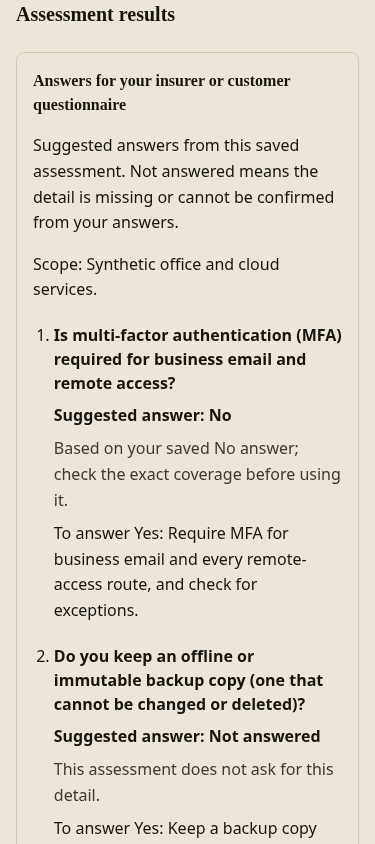 Assessment results
Answers for your insurer or customer
questionnaire
Suggested answers from this saved
assessment. Not answered means the
detail is missing or cannot be confirmed
from your answers.
Scope: Synthetic office and cloud
services.
1. Is multi-factor authentication (MFA)
required for business email and
remote access?
Suggested answer: No
Based on your saved No answer;
check the exact coverage before using
it.
To answer Yes: Require MFA for
business email and every remote-
access route, and check for
exceptions.
2. Do you keep an offline or
immutable backup copy (one that
cannot be changed or deleted)?
Suggested answer: Not answered
This assessment does not ask for this
detail.
To answer Yes: Keep a backup copy